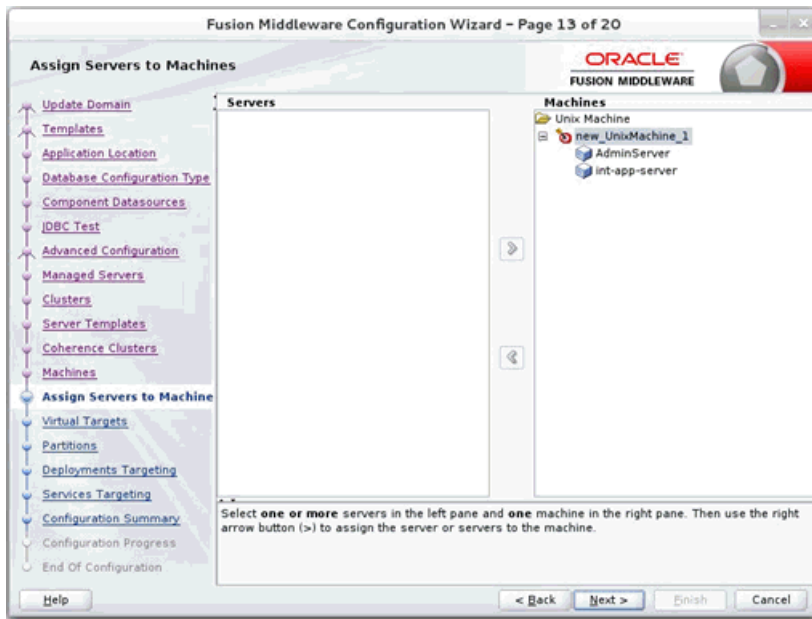 Fusion Middleware Configuration Wizard – Page 13 of 20
Assign Servers to Machines
ORACLE
FUSION MIDDLEWARE
Update Domain
Templates
Application Location
Database Configuration Type
Component Datasources
JDBC Test
Advanced Configuration
Managed Servers
Clusters
Server Templates
Coherence Clusters
Machines
Assign Servers to Machine
Virtual Targets
Partitions
Deployments Targeting
Services Targeting
Configuration Summary
Configuration Progress
End Of Configuration
Servers
Machines
Unix Machine
new_UnixMachine_1
AdminServer
int-app-server
Select one or more servers in the left pane and one machine in the right pane. Then use the right
arrow button (>) to assign the server or servers to the machine.
Help
< Back
Next >
Finish
Cancel